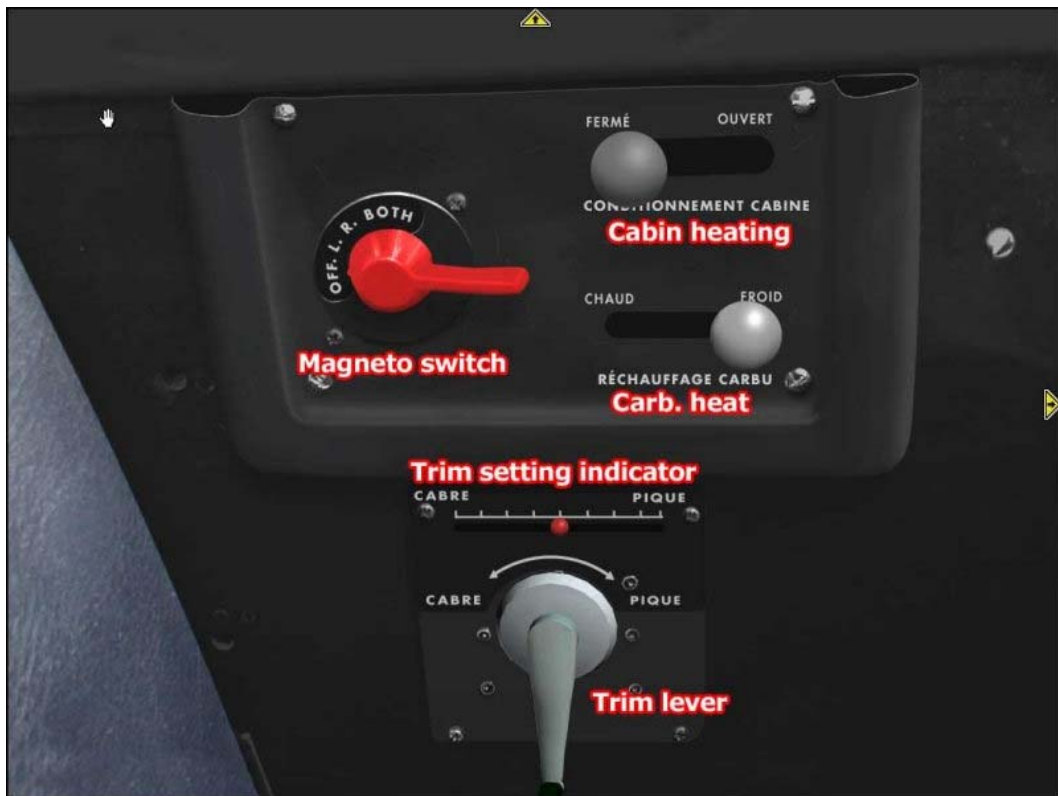 FERMÉ OUVERT
OFF. L. R. BOTH
CONDITIONNEMENT CABINE
Cabin heating
CHAUD FROID
Magneto switch
RÉCHAUFFAGE CARBU
Carb. heat
Trim setting indicator
CABRE PIQUE
CABRE PIQUE
Trim lever